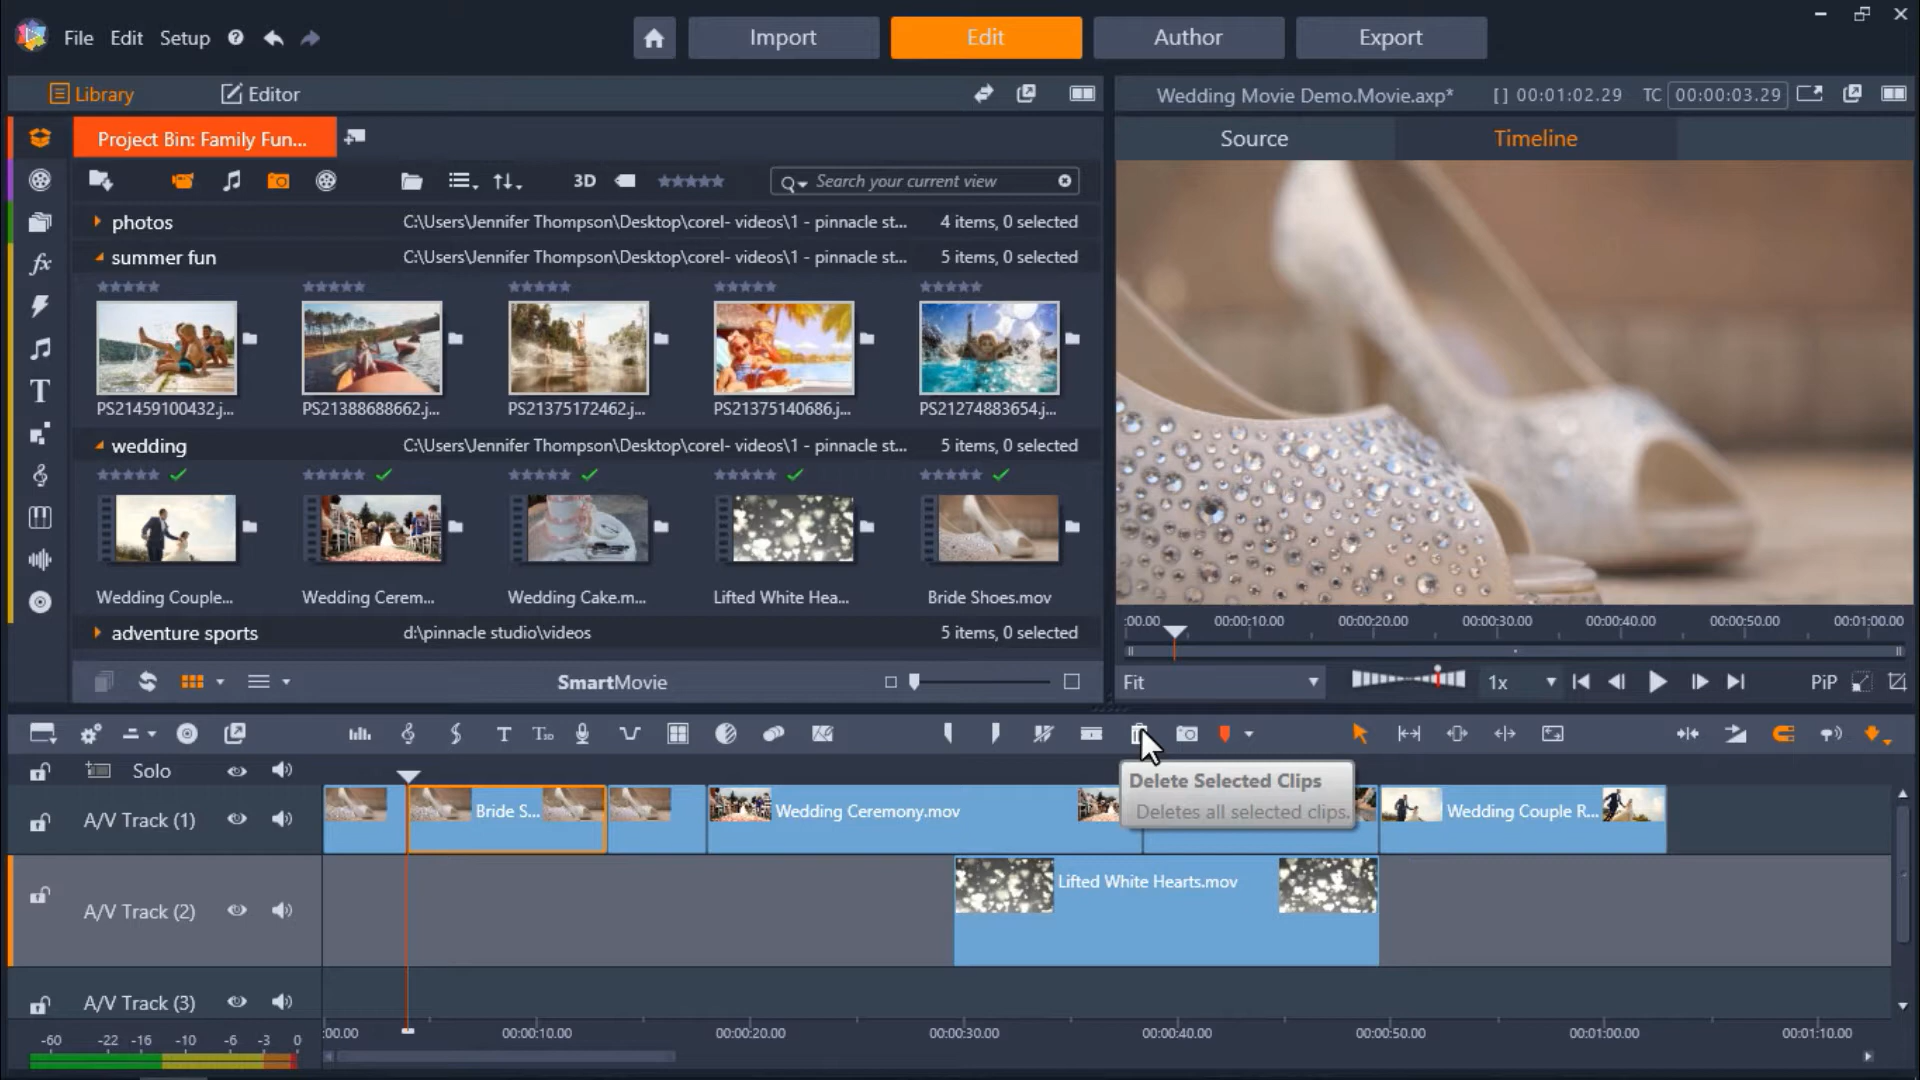 File Edit Setup
Import Edit Author Export
Library Editor
Wedding Movie Demo.Movie.axp* [] 00:01:02.29 TC 00:00:03.29
Project Bin: Family Fun...
Source Timeline
3D Search your current view
photos C:\Users\Jennifer Thompson\Desktop\corel- videos\1 - pinnacle st... 4 items, 0 selected
summer fun C:\Users\Jennifer Thompson\Desktop\corel- videos\1 - pinnacle st... 5 items, 0 selected
PS21459100432.j... PS21388688662.j... PS21375172462.j... PS21375140686.j... PS21274883654.j...
wedding C:\Users\Jennifer Thompson\Desktop\corel- videos\1 - pinnacle st... 5 items, 0 selected
Wedding Couple... Wedding Cerem... Wedding Cake.m... Lifted White Hea... Bride Shoes.mov
adventure sports d:\pinnacle studio\videos 5 items, 0 selected
:00.00 00:00:10.00 00:00:20.00 00:00:30.00 00:00:40.00 00:00:50.00 00:01:00.00
SmartMovie
Fit 1x PiP
Solo
Delete Selected Clips
Deletes all selected clips.
A/V Track (1) Bride S... Wedding Ceremony.mov Wedding Couple R...
A/V Track (2) Lifted White Hearts.mov
A/V Track (3)
-60 -22 -16 -10 -6 -3 0
:00.00 00:00:10.00 00:00:20.00 00:00:30.00 00:00:40.00 00:00:50.00 00:01:00.00 00:01:10.00